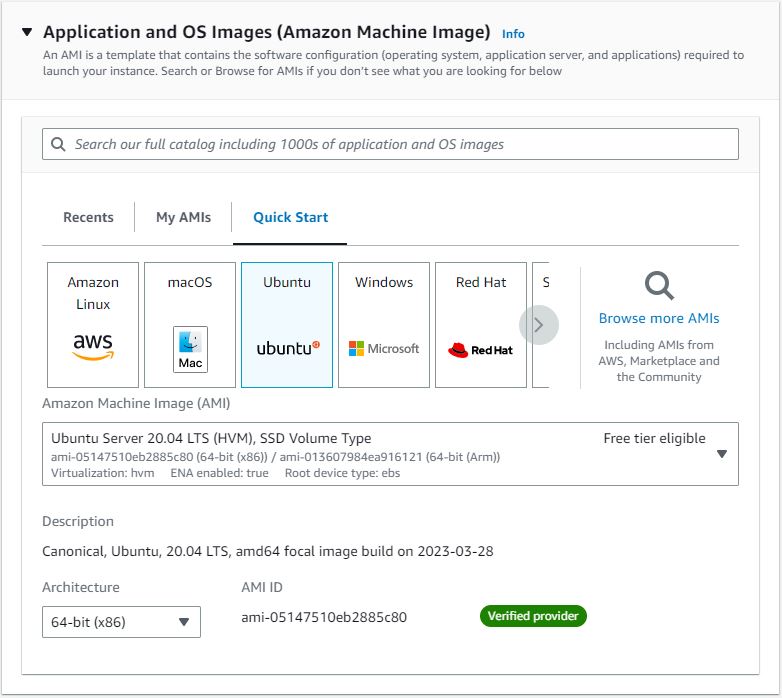 Application and OS Images (Amazon Machine Image) Info
An AMI is a template that contains the software configuration (operating system, application server, and applications) required to
launch your instance. Search or Browse for AMIs if you don't see what you are looking for below
Search our full catalog including 1000s of application and OS images
Recents
My AMIs
Quick Start
Amazon
Linux
aws
macOS
Mac
Ubuntu
ubuntu
Windows
Microsoft
Red Hat
Red Hat
S
Browse more AMIs
Including AMIs from
AWS, Marketplace and
the Community
Amazon Machine Image (AMI)
Ubuntu Server 20.04 LTS (HVM), SSD Volume Type
Free tier eligible
ami-05147510eb2885c80 (64-bit (x86)) / ami-013607984ea916121 (64-bit (Arm))
Virtualization: hvm ENA enabled: true Root device type: ebs
Description
Canonical, Ubuntu, 20.04 LTS, amd64 focal image build on 2023-03-28
Architecture
AMI ID
64-bit (x86)
ami-05147510eb2885c80
Verified provider